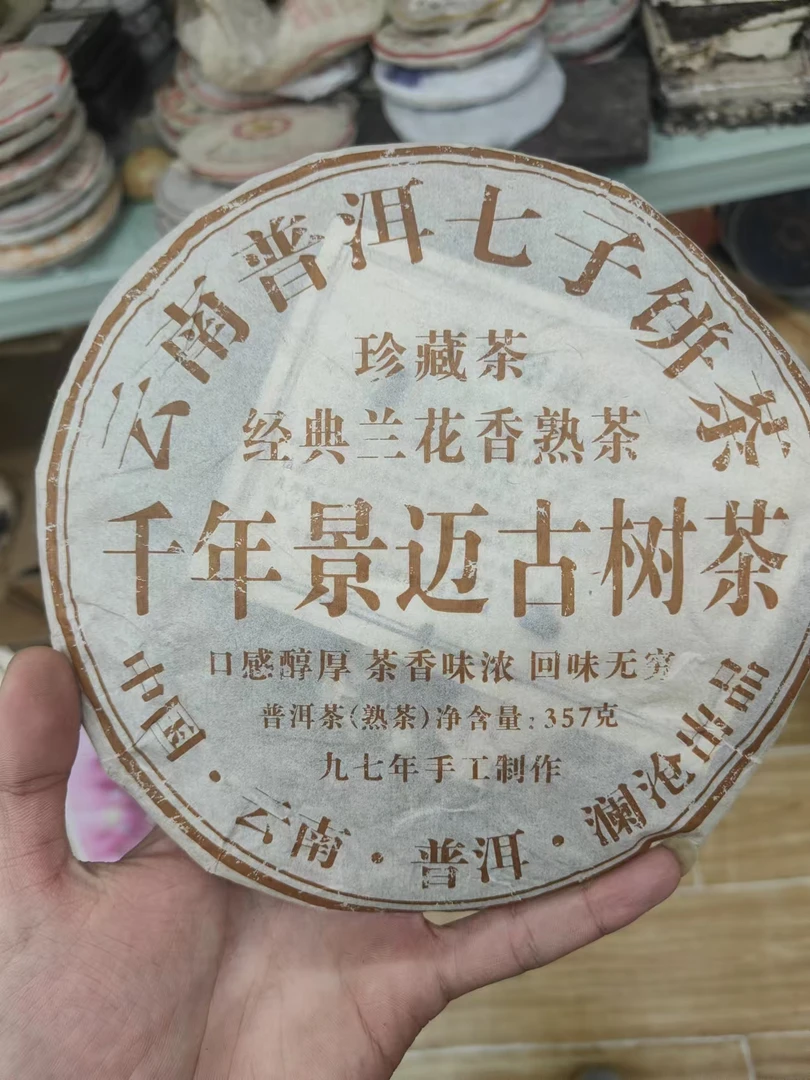 云南普洱七子饼茶
珍藏茶
经典兰花香熟茶
千年景迈古树茶
口感醇厚 茶香味浓 回味无穷
普洱茶(熟茶)净含量:357克
九七年手工制作
中国·云南·普洱·澜沧出品